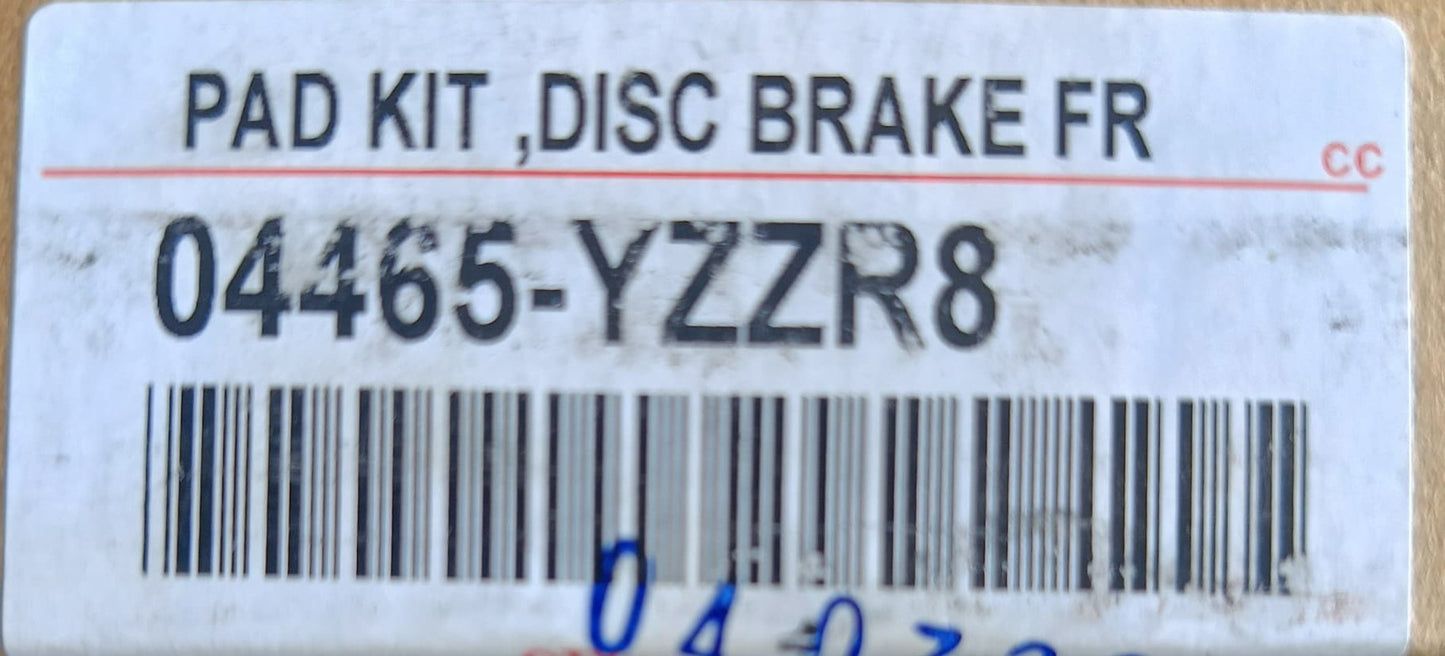 PAD KIT ,DISC BRAKE FR
CC
04465-YZZR8